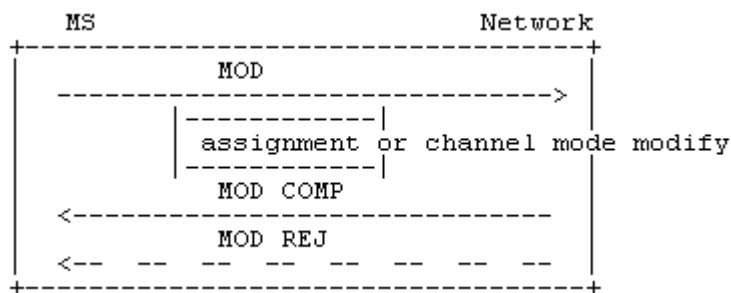 MS Network
MOD
assignment or channel mode modify
MOD COMP
MOD REJ